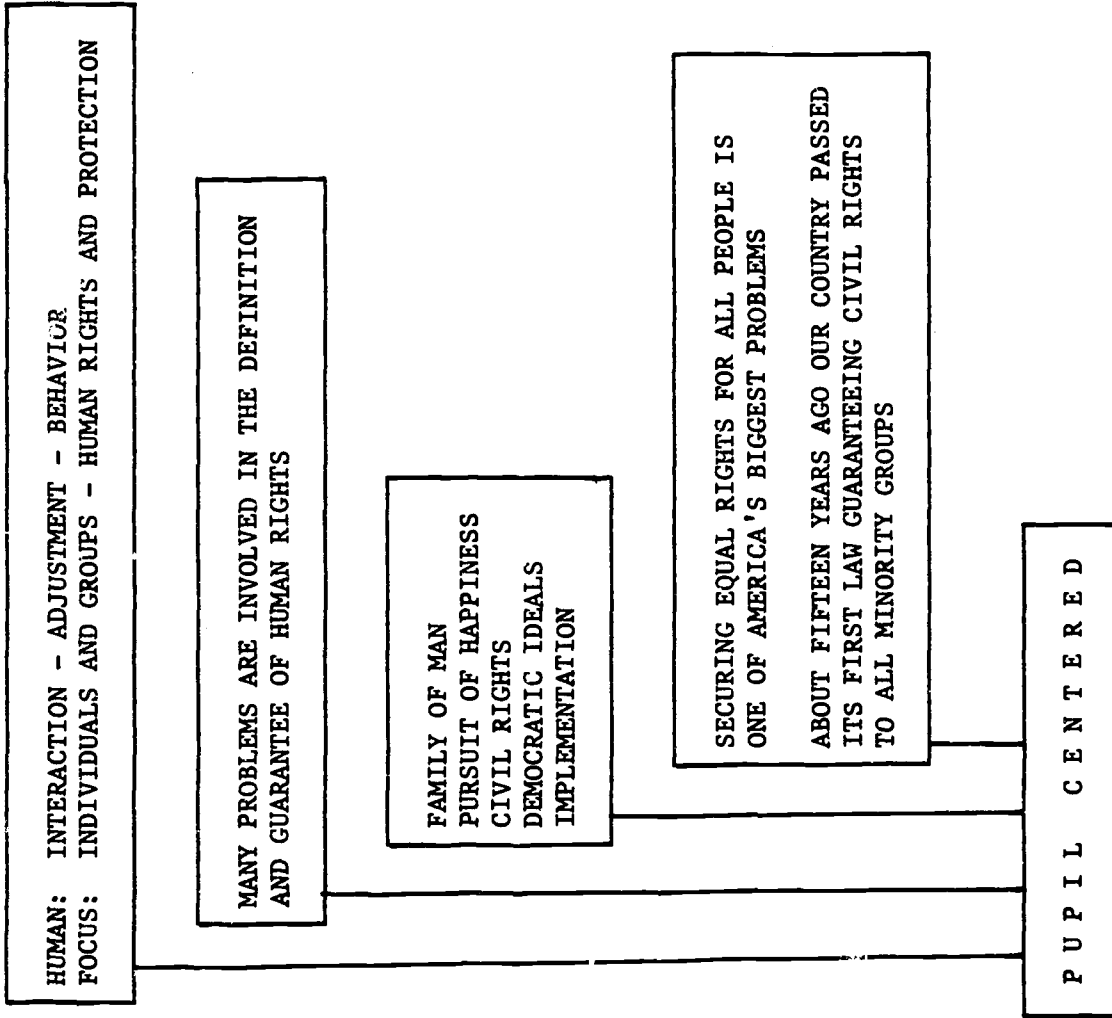 HUMAN: INTERACTION - ADJUSTMENT - BEHAVIOR
FOCUS: INDIVIDUALS AND GROUPS - HUMAN RIGHTS AND PROTECTION
MANY PROBLEMS ARE INVOLVED IN THE DEFINITION
AND GUARANTEE OF HUMAN RIGHTS
FAMILY OF MAN
PURSUIT OF HAPPINESS
CIVIL RIGHTS
DEMOCRATIC IDEALS
IMPLEMENTATION
SECURING EQUAL RIGHTS FOR ALL PEOPLE IS
ONE OF AMERICA'S BIGGEST PROBLEMS
ABOUT FIFTEEN YEARS AGO OUR COUNTRY PASSED
ITS FIRST LAW GUARANTEEING CIVIL RIGHTS
TO ALL MINORITY GROUPS
PUPIL CENTERED